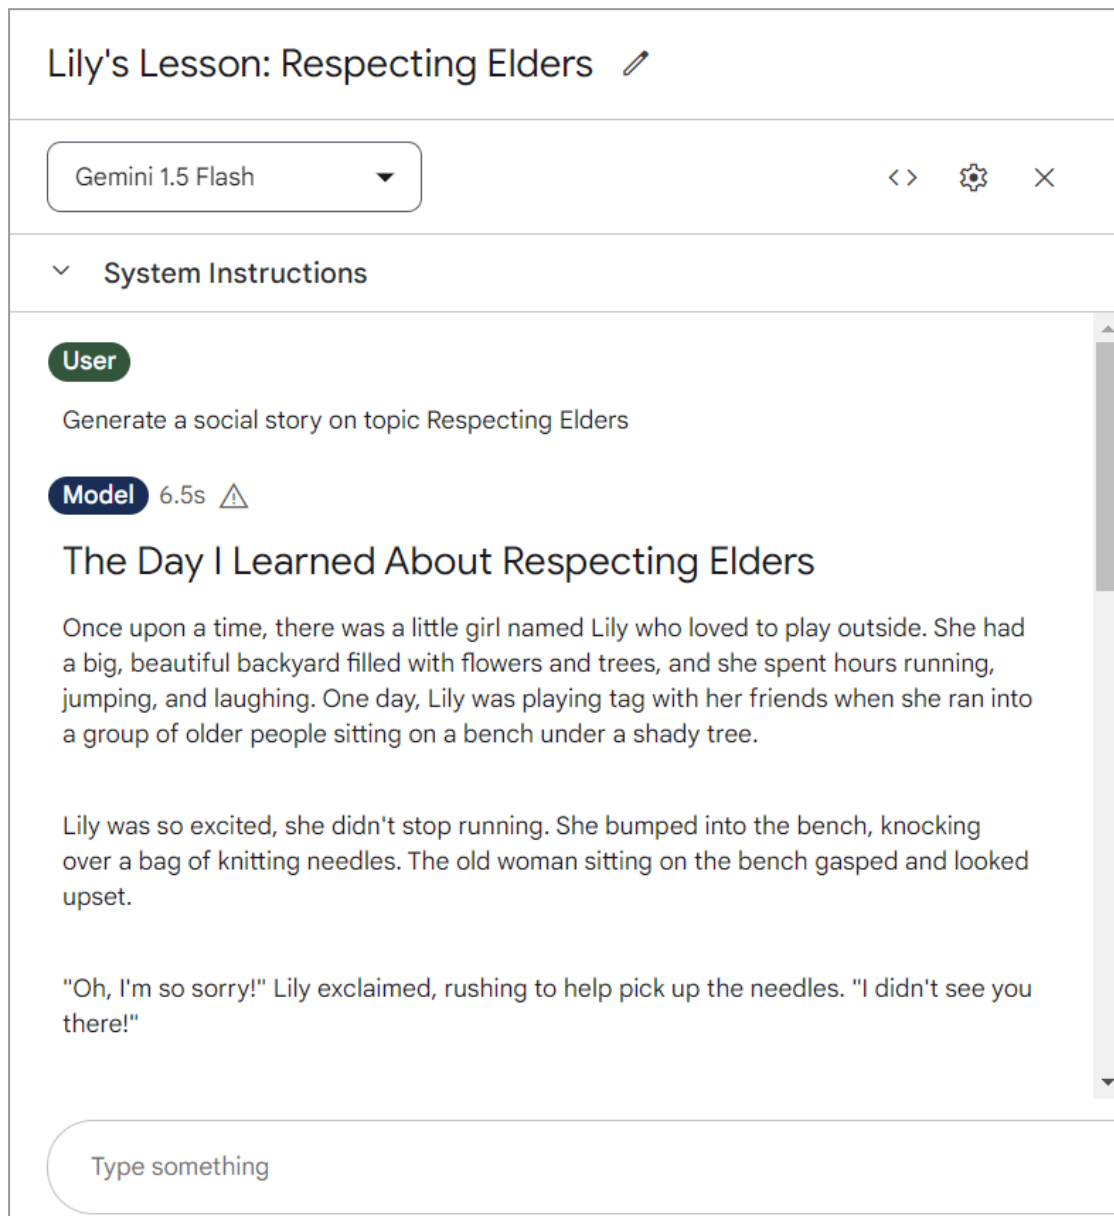 Lily's Lesson: Respecting Elders
Gemini 1.5 Flash
System Instructions
User
Generate a social story on topic Respecting Elders
Model 6.5s
The Day I Learned About Respecting Elders
Once upon a time, there was a little girl named Lily who loved to play outside. She had
a big, beautiful backyard filled with flowers and trees, and she spent hours running,
jumping, and laughing. One day, Lily was playing tag with her friends when she ran into
a group of older people sitting on a bench under a shady tree.
Lily was so excited, she didn't stop running. She bumped into the bench, knocking
over a bag of knitting needles. The old woman sitting on the bench gasped and looked
upset.
"Oh, I'm so sorry!" Lily exclaimed, rushing to help pick up the needles. "I didn't see you
there!"
Type something